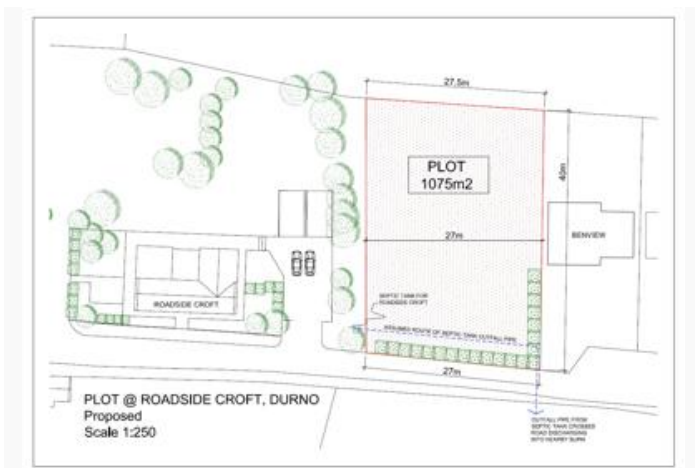 27.5m
PLOT
1075m2
40m
27m
BENVIEW
SEPTIC TANK FOR
ROADSIDE CROFT
ROADSIDE CROFT
ASSUMED ROUTE OF SEPTIC TANK OUTFALL PIPE
27m
PLOT @ ROADSIDE CROFT, DURNO
Proposed
Scale 1:250
OUTFALL PIPE FROM
SEPTIC TANK CROSSES
ROAD DISCHARGING
INTO NEARBY BURN